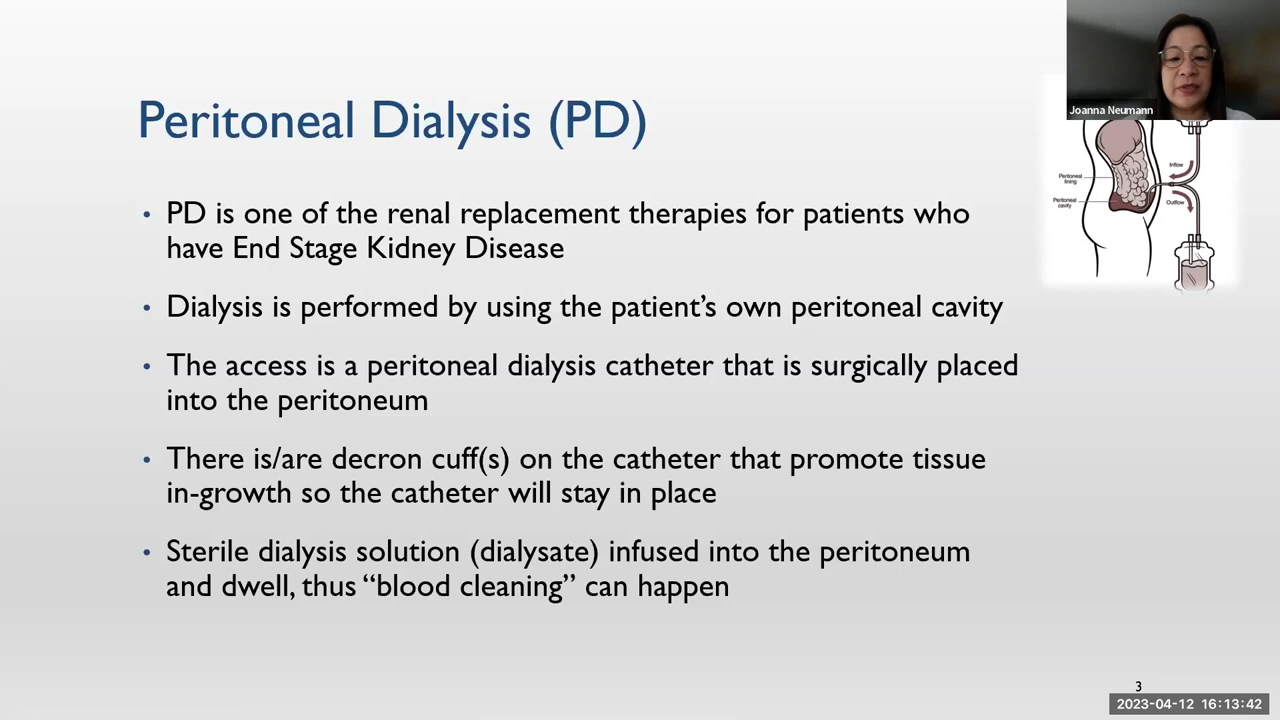 Joanna Neumann
Peritoneal Dialysis (PD)
• PD is one of the renal replacement therapies for patients who
have End Stage Kidney Disease
• Dialysis is performed by using the patient’s own peritoneal cavity
• The access is a peritoneal dialysis catheter that is surgically placed
into the peritoneum
• There is/are decron cuff(s) on the catheter that promote tissue
in-growth so the catheter will stay in place
• Sterile dialysis solution (dialysate) infused into the peritoneum
and dwell, thus “blood cleaning” can happen
Inflow
Peritoneal
lining
Peritoneal
cavity
Outflow
3
2023-04-12 16:13:42